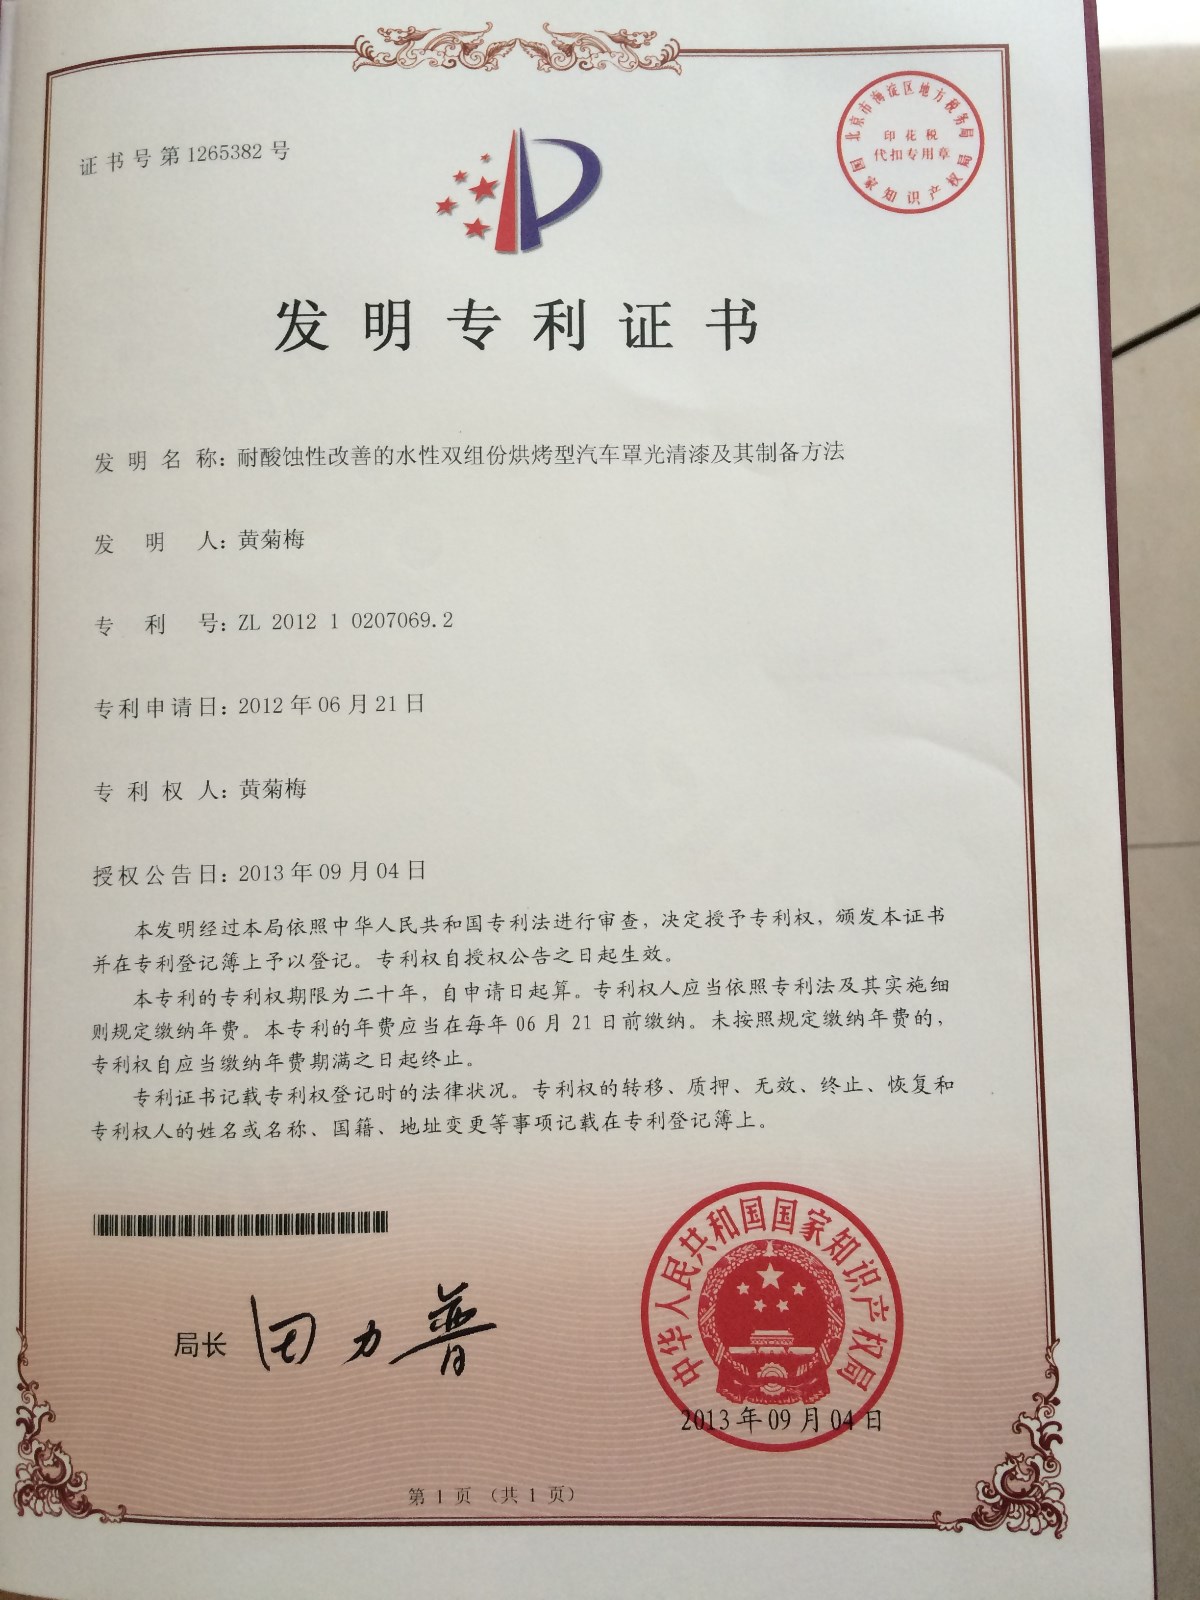 北京市海淀区地方税务局
印花税
代扣专用章
国家知识产权局
证书号第1265382号
发明专利证书
发明名称：耐酸蚀性改善的水性双组份烘烤型汽车罩光清漆及其制备方法
发明人：黄菊梅
专利号：ZL 2012 1 0207069.2
专利申请日：2012年06月21日
专利权人：黄菊梅
授权公告日：2013年09月04日
本发明经过本局依照中华人民共和国专利法进行审查，决定授予专利权，颁发本证书
并在专利登记簿上予以登记。专利权自授权公告之日起生效。
本专利的专利权期限为二十年，自申请日起算。专利权人应当依照专利法及其实施细
则规定缴纳年费。本专利的年费应当在每年06月21日前缴纳。未按照规定缴纳年费的，
专利权自应当缴纳年费期满之日起终止。
专利证书记载专利权登记时的法律状况。专利权的转移、质押、无效、终止、恢复和
专利权人的姓名或名称、国籍、地址变更等事项记载在专利登记簿上。
局长 田力普
中华人民共和国国家知识产权局
2013年09月04日
第1页（共1页）